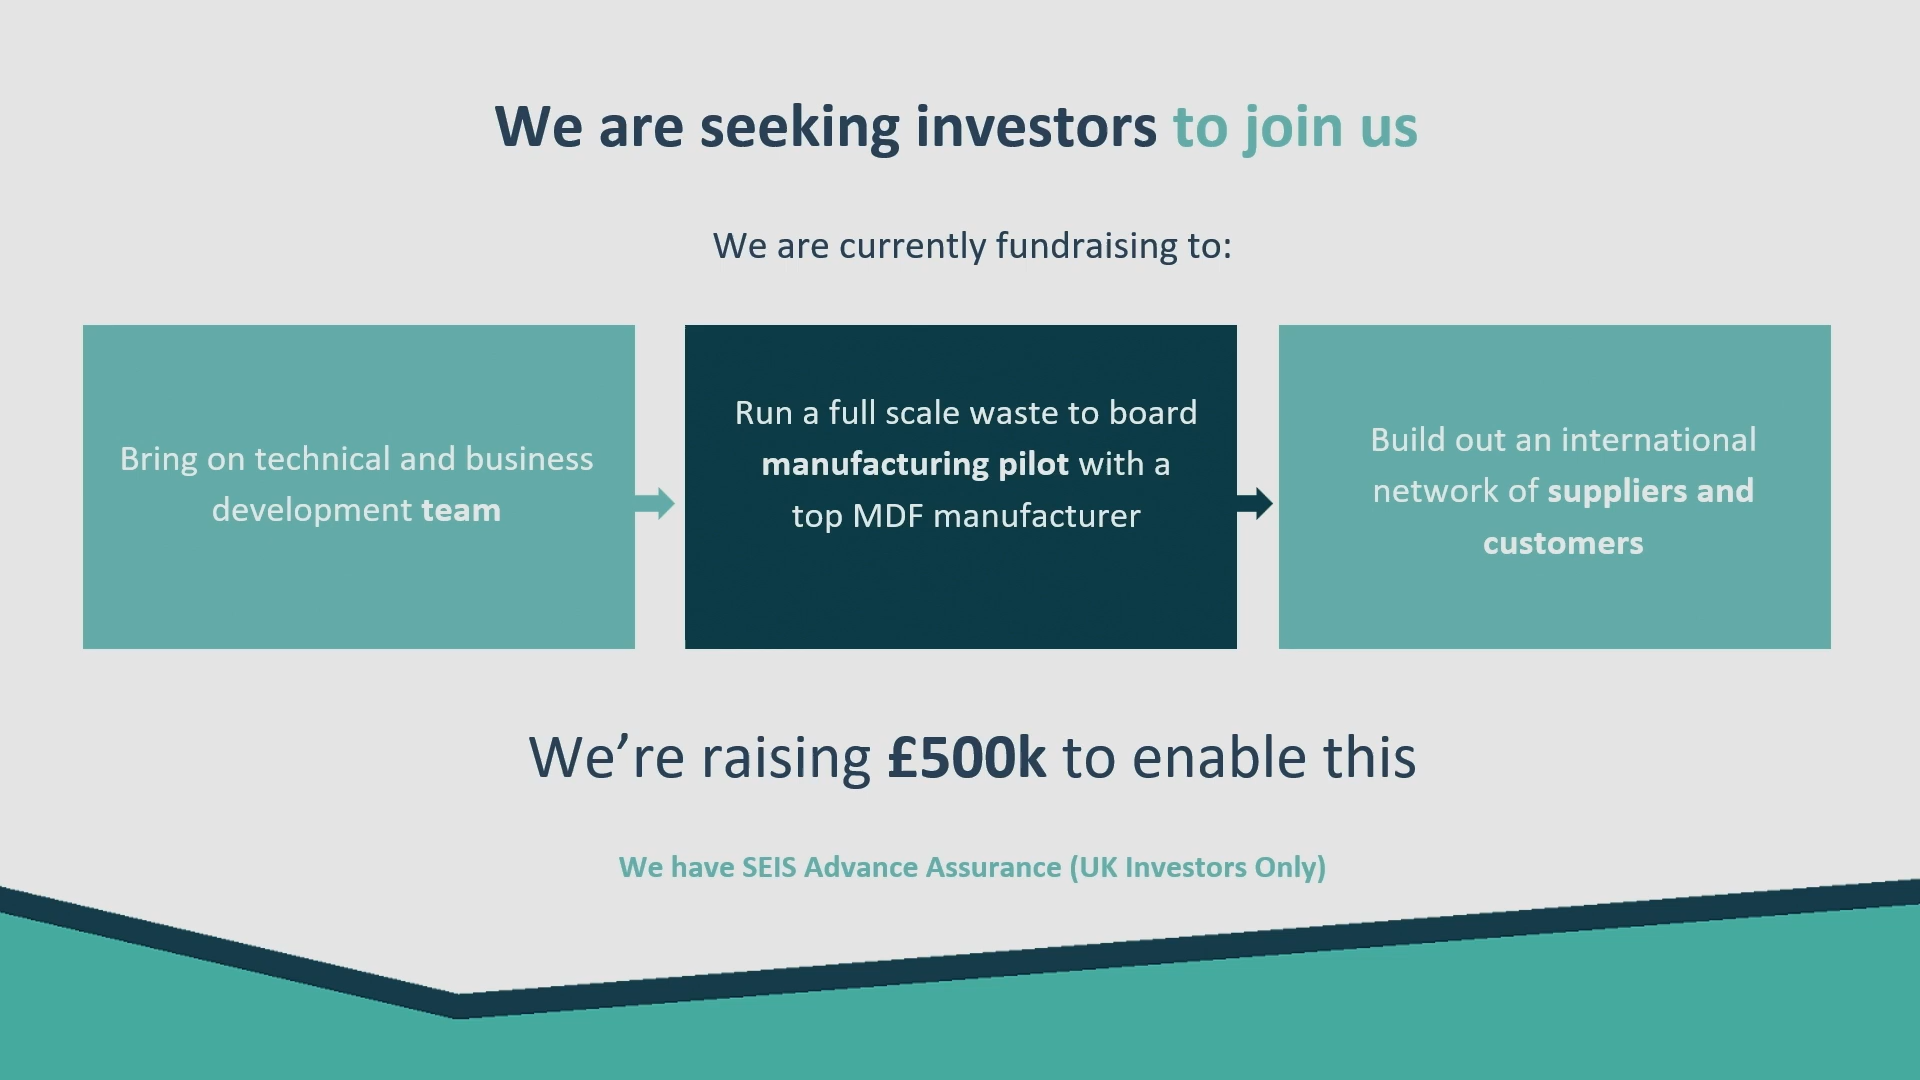 We are seeking investors to join us
We are currently fundraising to:
Bring on technical and business
development team
Run a full scale waste to board
manufacturing pilot with a
top MDF manufacturer
Build out an international
network of suppliers and
customers
We’re raising £500k to enable this
We have SEIS Advance Assurance (UK Investors Only)